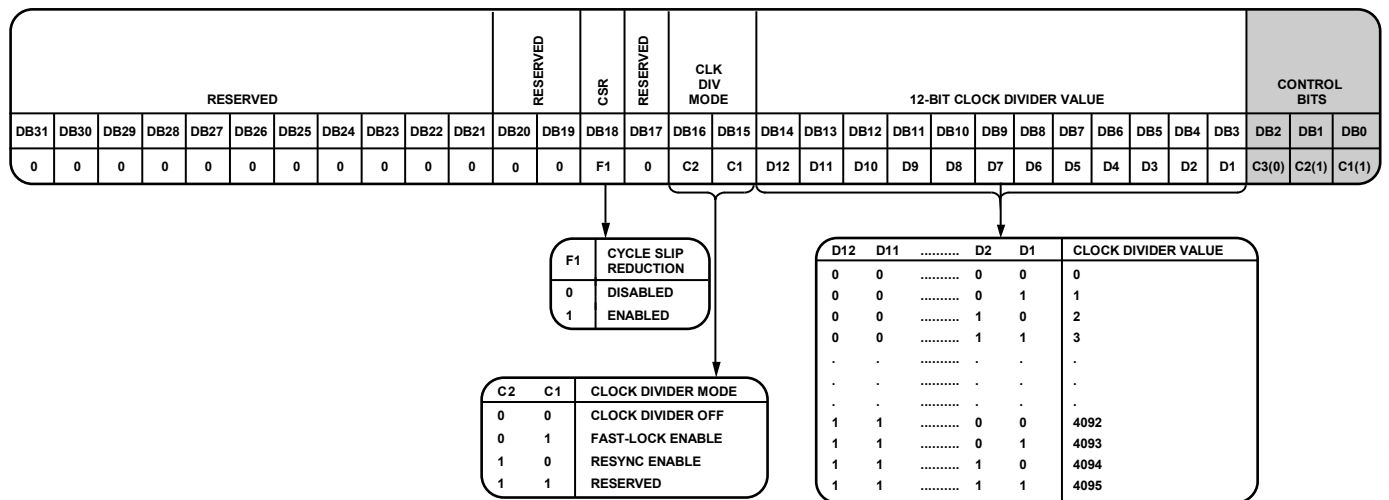 RESERVED
RESERVED
CSR
RESERVED
CLK
DIV
MODE
12-BIT CLOCK DIVIDER VALUE
CONTROL
BITS
DB31 DB30 DB29 DB28 DB27 DB26 DB25 DB24 DB23 DB22 DB21 DB20 DB19 DB18 DB17 DB16 DB15 DB14 DB13 DB12 DB11 DB10 DB9 DB8 DB7 DB6 DB5 DB4 DB3 DB2 DB1 DB0
0 0 0 0 0 0 0 0 0 0 0 0 0 F1 0 C2 C1 D12 D11 D10 D9 D8 D7 D6 D5 D4 D3 D2 D1 C3(0) C2(1) C1(1)
F1 CYCLE SLIP
REDUCTION
0 DISABLED
1 ENABLED
C2 C1 CLOCK DIVIDER MODE
0 0 CLOCK DIVIDER OFF
0 1 FAST-LOCK ENABLE
1 0 RESYNC ENABLE
1 1 RESERVED
D12 D11 .......... D2 D1 CLOCK DIVIDER VALUE
0 0 .......... 0 0 0
0 0 .......... 0 1 1
0 0 .......... 1 0 2
0 0 .......... 1 1 3
. . .......... . . .
. . .......... . . .
. . .......... . . .
1 1 .......... 0 0 4092
1 1 .......... 0 1 4093
1 1 .......... 1 0 4094
1 1 .......... 1 1 4095